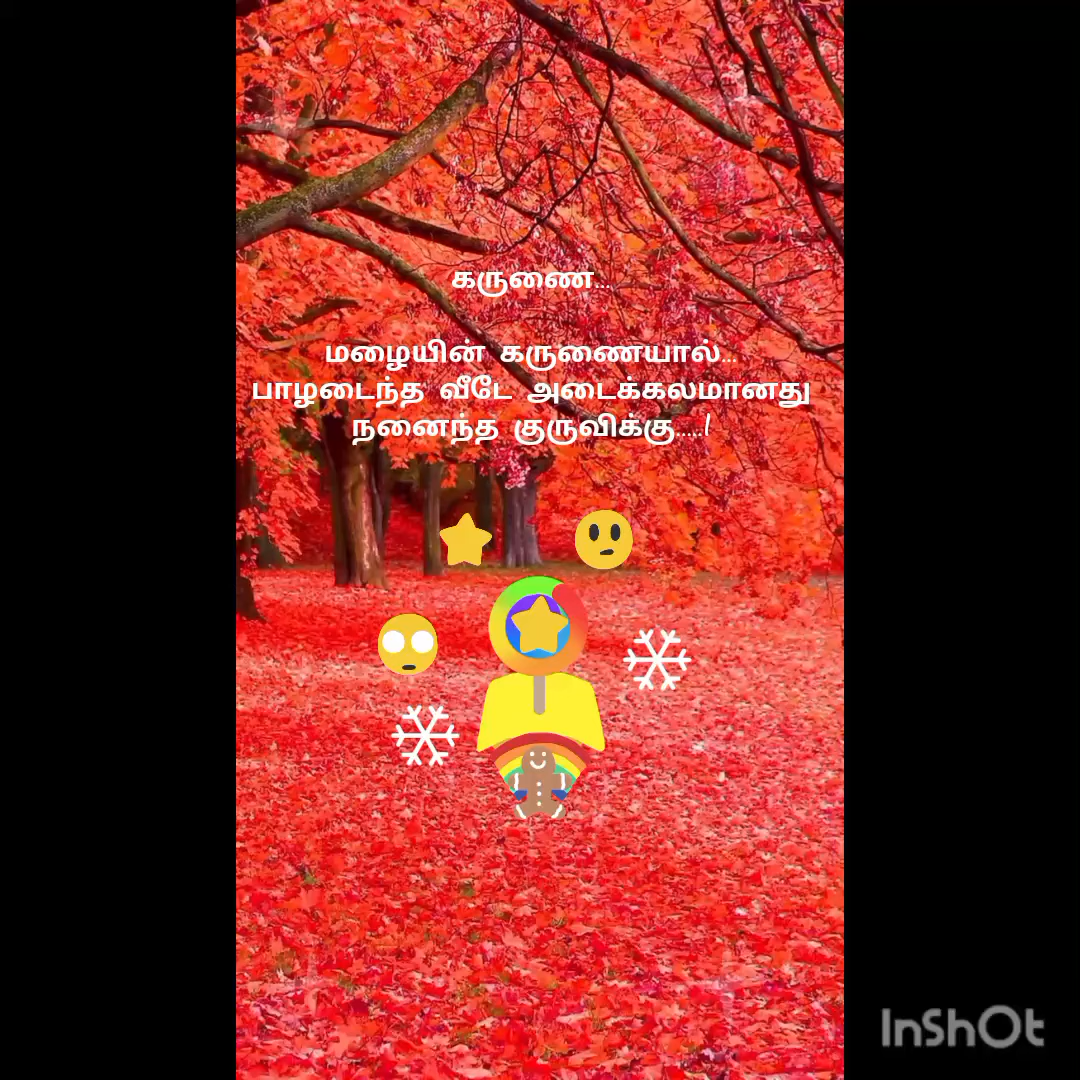 கருணை...
மழையின் கருணையால்...
பாழடைந்த வீடே அடைக்கலமானது
நனைந்த குருவிக்கு.....!
InShOt